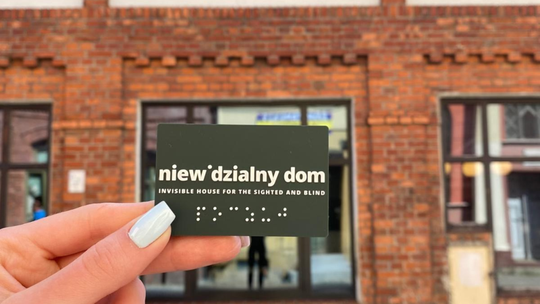 niew˙dzialny dom
INVISIBLE HOUSE FOR THE SIGHTED AND BLIND
⠏⠕⠉⠵⠥⠚